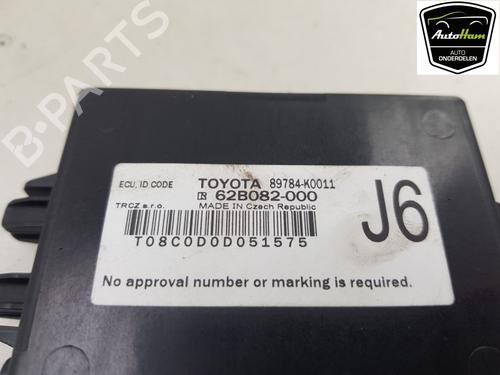 AutoHam
AUTO
ONDERDELEN
B-PARTS
ECU, ID CODE TOYOTA 89784-K0011
R 62B082-000
TRCZ s.r.o. MADE IN Czech Republic
J6
T08C0D0D051575
No approval number or marking is required.